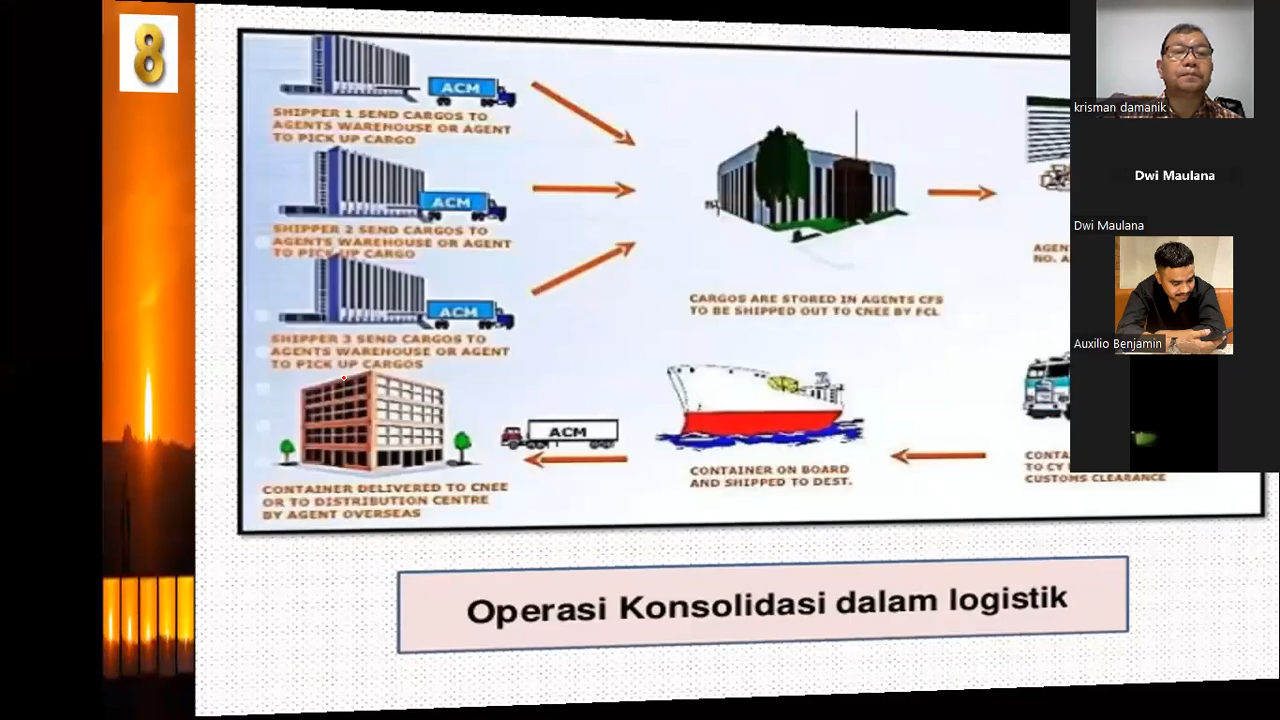 8
ACM
SHIPPER 1 SEND CARGOS TO
AGENTS WAREHOUSE OR AGENT
TO PICK UP CARGO
ACM
SHIPPER 2 SEND CARGOS TO
AGENTS WAREHOUSE OR AGENT
TO PICK UP CARGO
ACM
SHIPPER 3 SEND CARGOS TO
AGENTS WAREHOUSE OR AGENT
TO PICK UP CARGOS
CARGOS ARE STORED IN AGENTS CFS
TO BE SHIPPED OUT TO CNEE BY FCL
NO.
ACM
CONTAINER DELIVERED TO CNEE
OR TO DISTRIBUTION CENTRE
BY AGENT OVERSEAS
CONTAINER ON BOARD
AND SHIPPED TO DEST.
TO CY
CUSTOMS CLEARANCE
Operasi Konsolidasi dalam logistik
krisman damanik
Dwi Maulana
Dwi Maulana
Auxilio Benjamin